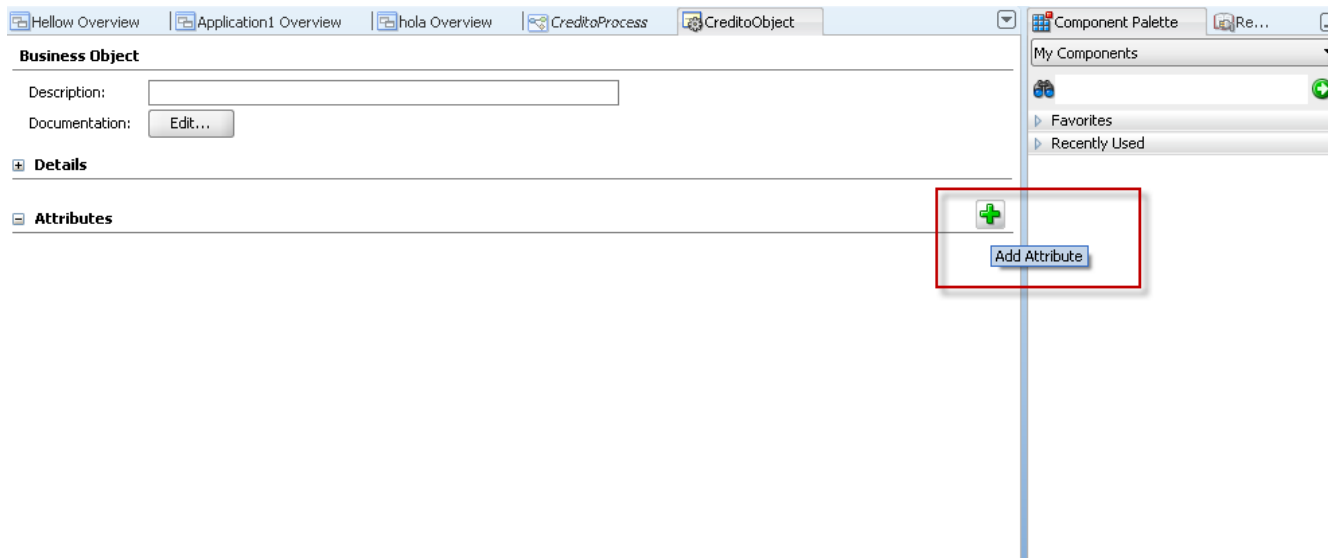 Hellow Overview Application1 Overview hola Overview CreditoProcess CreditoObject Component Palette Re...
Business Object
My Components
Description:
Documentation: Edit...
Favorites
Recently Used
Details
Attributes
Add Attribute